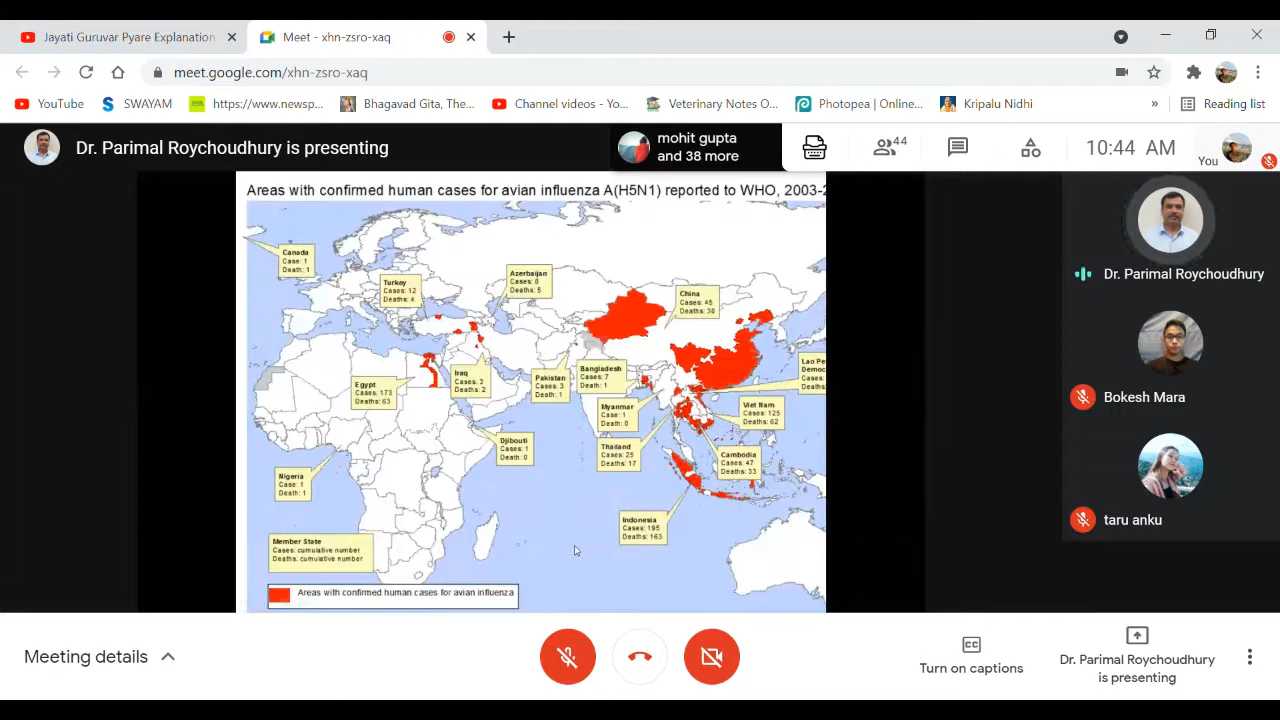 Jayati Guruvar Pyare Explanation
Meet - xhn-zsro-xaq
meet.google.com/xhn-zsro-xaq
YouTube
SWAYAM
https://www.newsp...
Bhagavad Gita, The...
Channel videos - Yo...
Veterinary Notes O...
Photopea | Online...
Kripalu Nidhi
»
Reading list
Dr. Parimal Roychoudhury is presenting
mohit gupta
and 38 more
44
10:44 AM
You
Areas with confirmed human cases for avian influenza A(H5N1) reported to WHO, 2003-2
Canada
Case: 1
Death: 1
Turkey
Cases: 12
Deaths: 4
Azerbaijan
Cases: 8
Deaths: 5
China
Cases: 45
Deaths: 30
Egypt
Cases: 173
Deaths: 63
Iraq
Cases: 3
Deaths: 2
Pakistan
Cases: 3
Death: 1
Bangladesh
Cases: 7
Death: 1
Lao Pe
Democ
Cases:
Deaths
Myanmar
Case: 1
Death: 0
Viet Nam
Cases: 125
Deaths: 62
Djibouti
Cases: 1
Death: 0
Thailand
Cases: 25
Deaths: 17
Cambodia
Cases: 47
Deaths: 33
Nigeria
Case: 1
Death: 1
Indonesia
Cases: 195
Deaths: 163
Member State
Cases: cumulative number
Deaths: cumulative number
Areas with confirmed human cases for avian influenza
Dr. Parimal Roychoudhury
Bokesh Mara
taru anku
Meeting details
CC
Turn on captions
Dr. Parimal Roychoudhury
is presenting